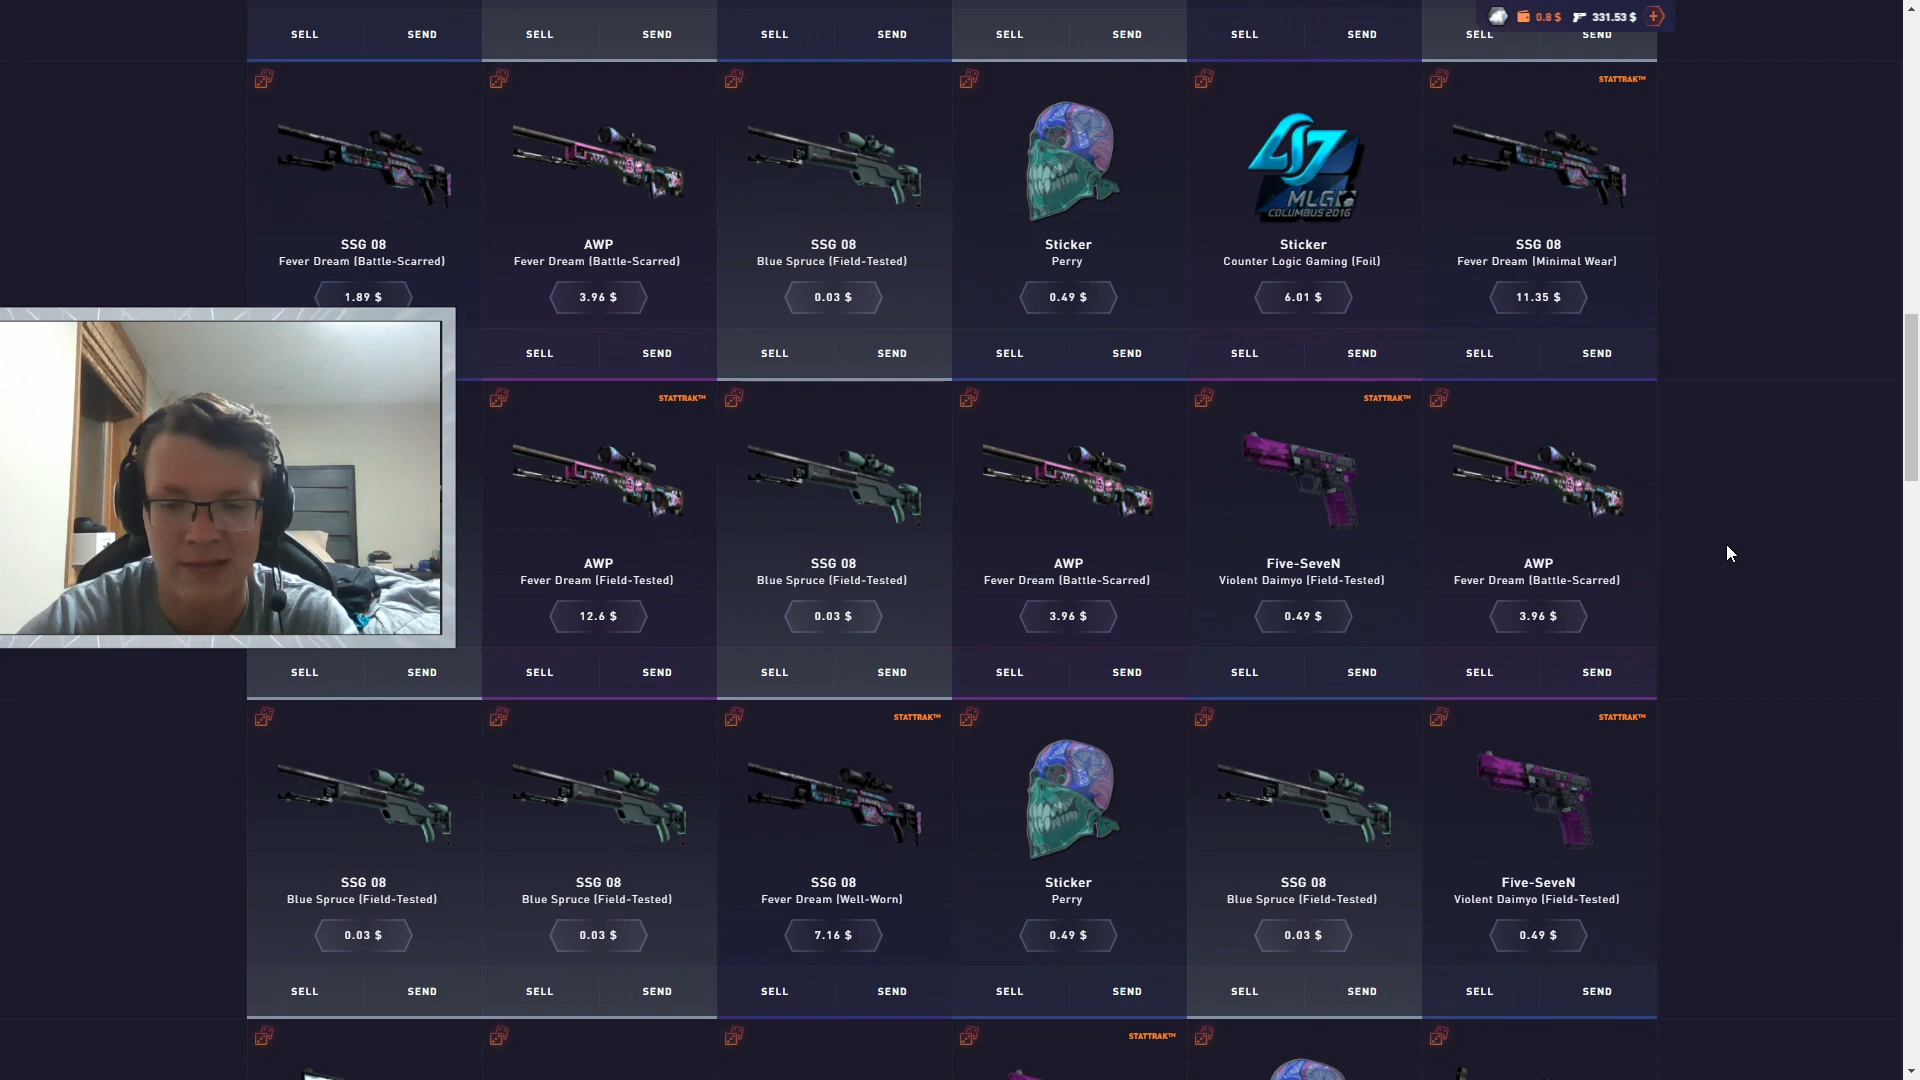 0.8 $ 331.53 $
SELL SEND SELL SEND SELL SEND SELL SEND SELL SEND SELL SEND
STATTRAK™
MLG
COLUMBUS 2016
SSG 08 AWP SSG 08 Sticker Sticker SSG 08
Fever Dream (Battle-Scarred) Fever Dream (Battle-Scarred) Blue Spruce (Field-Tested) Perry Counter Logic Gaming (Foil) Fever Dream (Minimal Wear)
1.89 $ 3.96 $ 0.03 $ 0.49 $ 6.01 $ 11.35 $
SELL SEND SELL SEND SELL SEND SELL SEND SELL SEND
STATTRAK™ STATTRAK™
AWP SSG 08 AWP Five-SeveN AWP
Fever Dream (Field-Tested) Blue Spruce (Field-Tested) Fever Dream (Battle-Scarred) Violent Daimyo (Field-Tested) Fever Dream (Battle-Scarred)
12.6 $ 0.03 $ 3.96 $ 0.49 $ 3.96 $
SELL SEND SELL SEND SELL SEND SELL SEND SELL SEND SELL SEND
STATTRAK™ STATTRAK™
SSG 08 SSG 08 SSG 08 Sticker SSG 08 Five-SeveN
Blue Spruce (Field-Tested) Blue Spruce (Field-Tested) Fever Dream (Well-Worn) Perry Blue Spruce (Field-Tested) Violent Daimyo (Field-Tested)
0.03 $ 0.03 $ 7.16 $ 0.49 $ 0.03 $ 0.49 $
SELL SEND SELL SEND SELL SEND SELL SEND SELL SEND SELL SEND
STATTRAK™